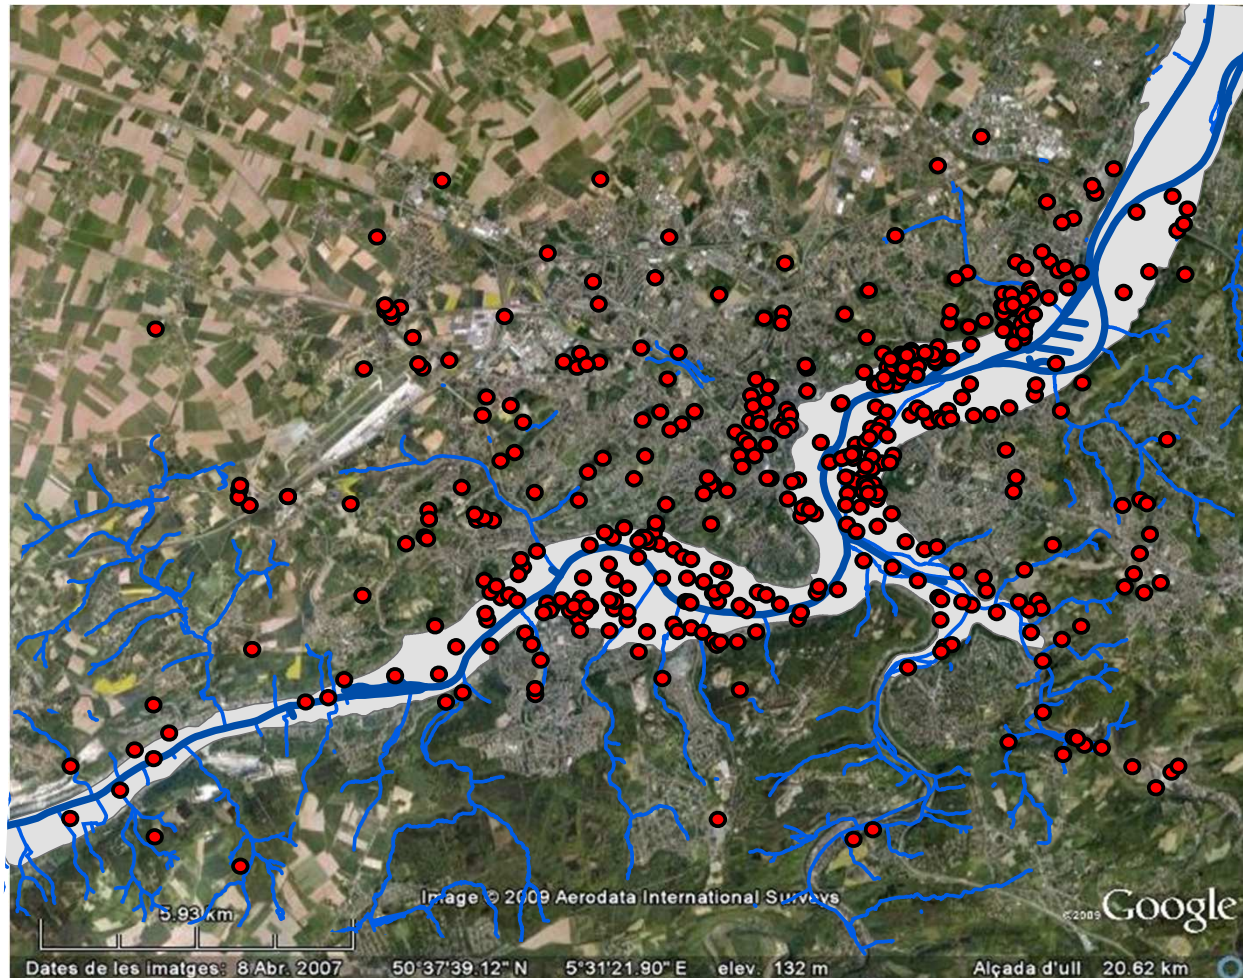 Image © 2009 Aerodata International Surveys
5.93 km
©2009 Google
Dates de les imatges: 8 Abr. 2007 50°37'39.12" N 5°31'21.90" E elev. 132 m Alçada d'ull 20.62 km